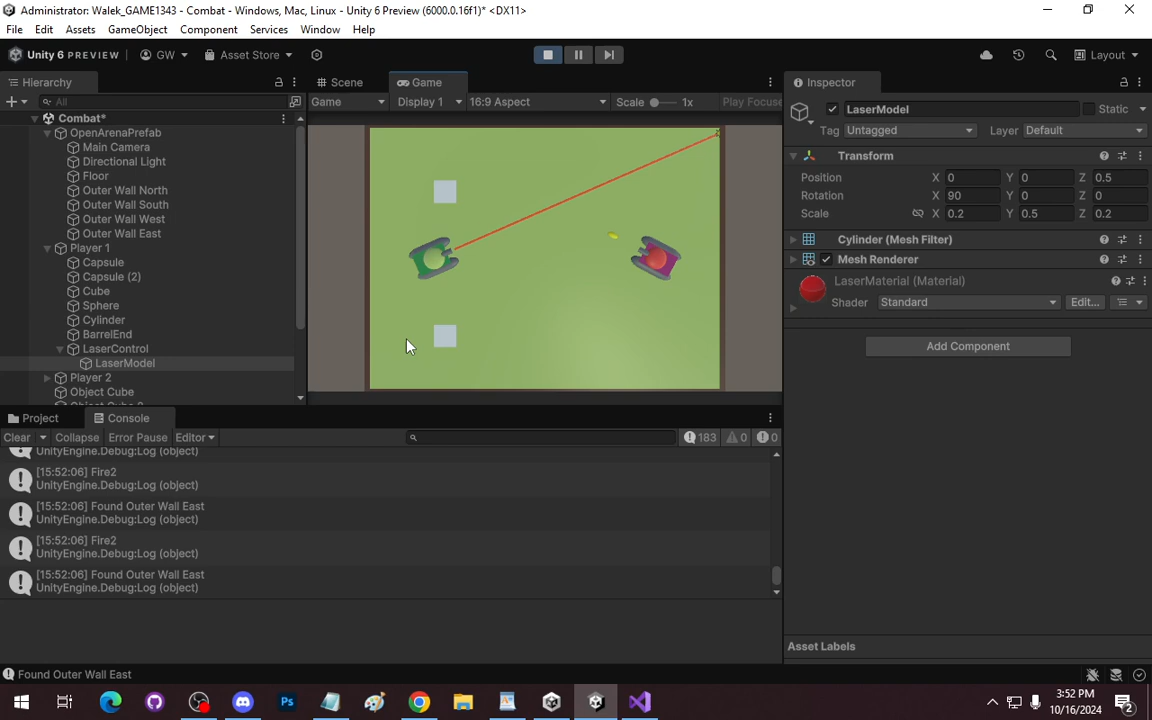 Administrator: Walek_GAME1343 - Combat - Windows, Mac, Linux - Unity 6 Preview (6000.0.16f1)* <DX11>
File Edit Assets GameObject Component Services Window Help
Unity 6 PREVIEW GW Asset Store Layout
Hierarchy Scene Game Inspector
All Game Display 1 16:9 Aspect Scale 1x Play Focuse LaserModel Static
Combat*
Tag Untagged Layer Default
OpenArenaPrefab
Main Camera
Directional Light
Floor
Outer Wall North
Outer Wall South
Outer Wall West
Outer Wall East
Player 1
Capsule
Capsule (2)
Cube
Sphere
Cylinder
BarrelEnd
LaserControl
LaserModel
Player 2
Object Cube
Transform
Position X 0 Y 0 Z 0.5
Rotation X 90 Y 0 Z 0
Scale X 0.2 Y 0.5 Z 0.2
Cylinder (Mesh Filter)
Mesh Renderer
LaserMaterial (Material)
Shader Standard Edit...
Add Component
Project Console
Clear Collapse Error Pause Editor 183 0 0
UnityEngine.Debug:Log (object)
[15:52:06] Fire2
UnityEngine.Debug:Log (object)
[15:52:06] Found Outer Wall East
UnityEngine.Debug:Log (object)
[15:52:06] Fire2
UnityEngine.Debug:Log (object)
[15:52:06] Found Outer Wall East
UnityEngine.Debug:Log (object)
Asset Labels
Found Outer Wall East
Ps
3:52 PM
10/16/2024
2